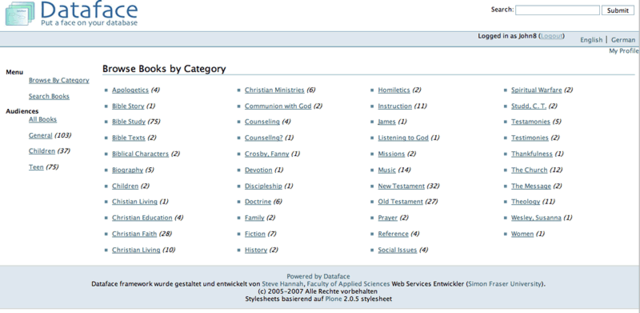 Dataface
Put a face on your database
Search:
Submit
Logged in as John8 (Logout)
English | German
My Profile
Menu
Browse By Category
Search Books
Audiences
All Books
General (103)
Children (37)
Teen (75)
Browse Books by Category
Apologetics (4)
Bible Story (1)
Bible Study (75)
Bible Texts (2)
Biblical Characters (2)
Biography (5)
Children (2)
Chistian Living (1)
Christian Education (4)
Christian Faith (28)
Christian Living (10)
Christian Ministries (6)
Communion with God (2)
Counseling (4)
Counselng? (1)
Crosby, Fanny (1)
Devotion (1)
Discipleship (1)
Doctrine (6)
Family (2)
Fiction (7)
History (2)
Homiletics (2)
Instruction (11)
James (1)
Listening to God (1)
Missions (2)
Music (14)
New Testament (32)
Old Testament (27)
Prayer (2)
Reference (4)
Social Issues (4)
Spiritual Warfare (2)
Studd, C. T. (2)
Testamonies (5)
Testimonies (2)
Thankfulness (1)
The Church (12)
The Message (2)
Theology (11)
Wesley, Susanna (1)
Women (1)
Powered by Dataface
Dataface framework wurde gestaltet und entwickelt von Steve Hannah, Faculty of Applied Sciences Web Services Entwickler (Simon Fraser University).
(c) 2005-2007 Alle Rechte vorbehalten
Stylesheets basierend auf Plone 2.0.5 stylesheet